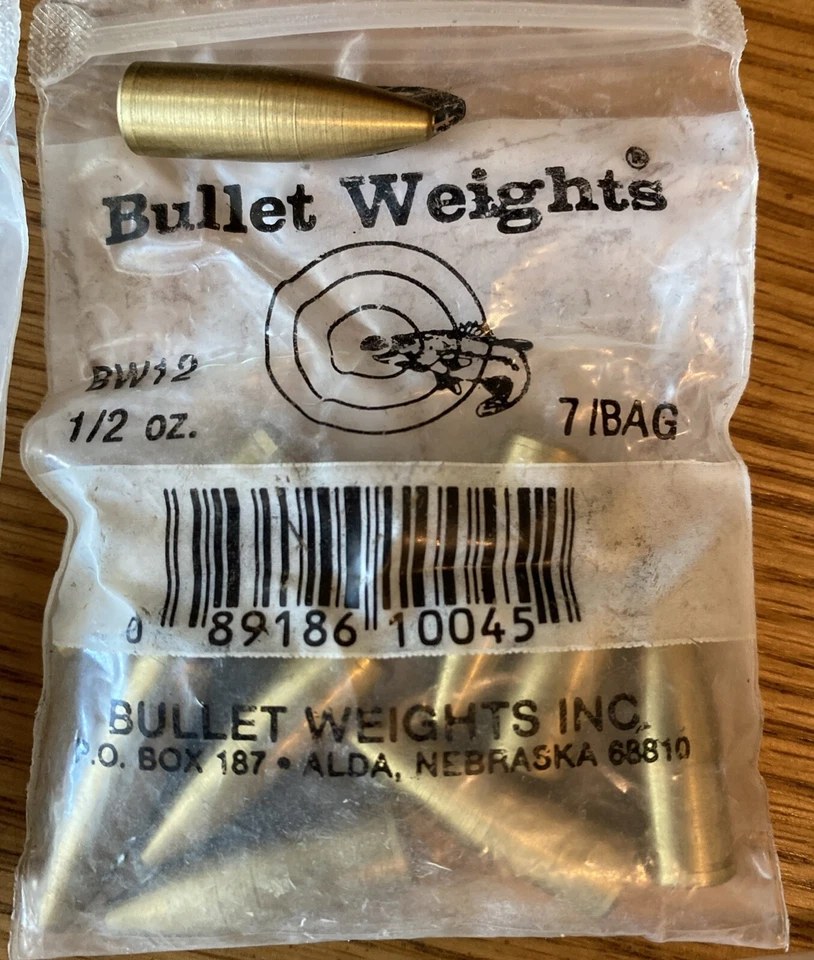 Bullet Weights®
BW12
1/2 oz.
7/BAG
0 89186 10045
BULLET WEIGHTS INC.
P.O. BOX 187 • ALDA, NEBRASKA 68810